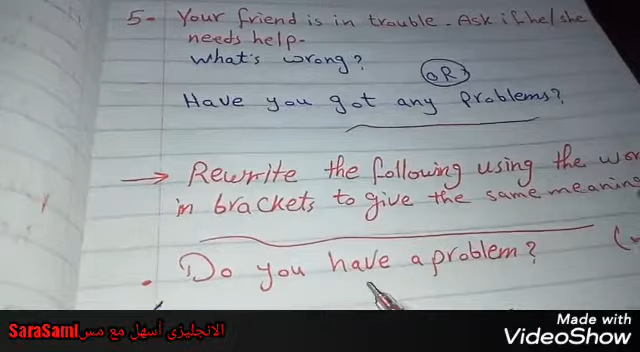 5- Your friend is in trouble. Ask if he/she
needs help.
What's wrong?
OR
Have you got any problems?
→ Rewrite the following using the wor
in brackets to give the same meaning
. Do you have a problem? (
SaraSami الانجليزى أسهل مع مس
Made with
VideoShow